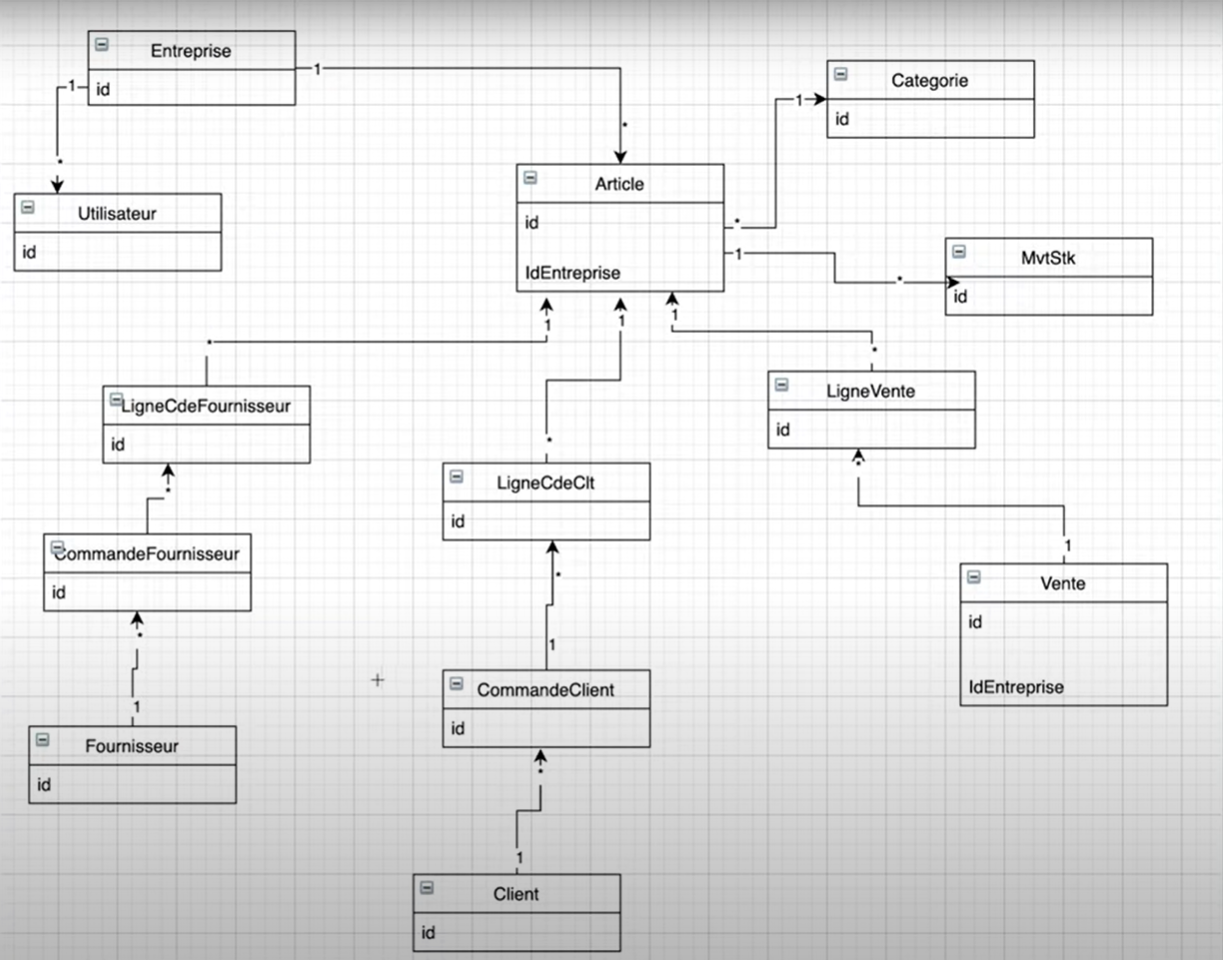 Entreprise
id
1
1
*
*
Utilisateur
id
Categorie
id
1
Article
id
IdEntreprise
*
1
*
MvtStk
id
1
1
1
*
*
*
LigneCdeFournisseur
id
LigneVente
id
LigneCdeClt
id
*
*
*
1
1
CommandeFournisseur
id
CommandeClient
id
Vente
id
IdEntreprise
*
1
*
1
Fournisseur
id
Client
id